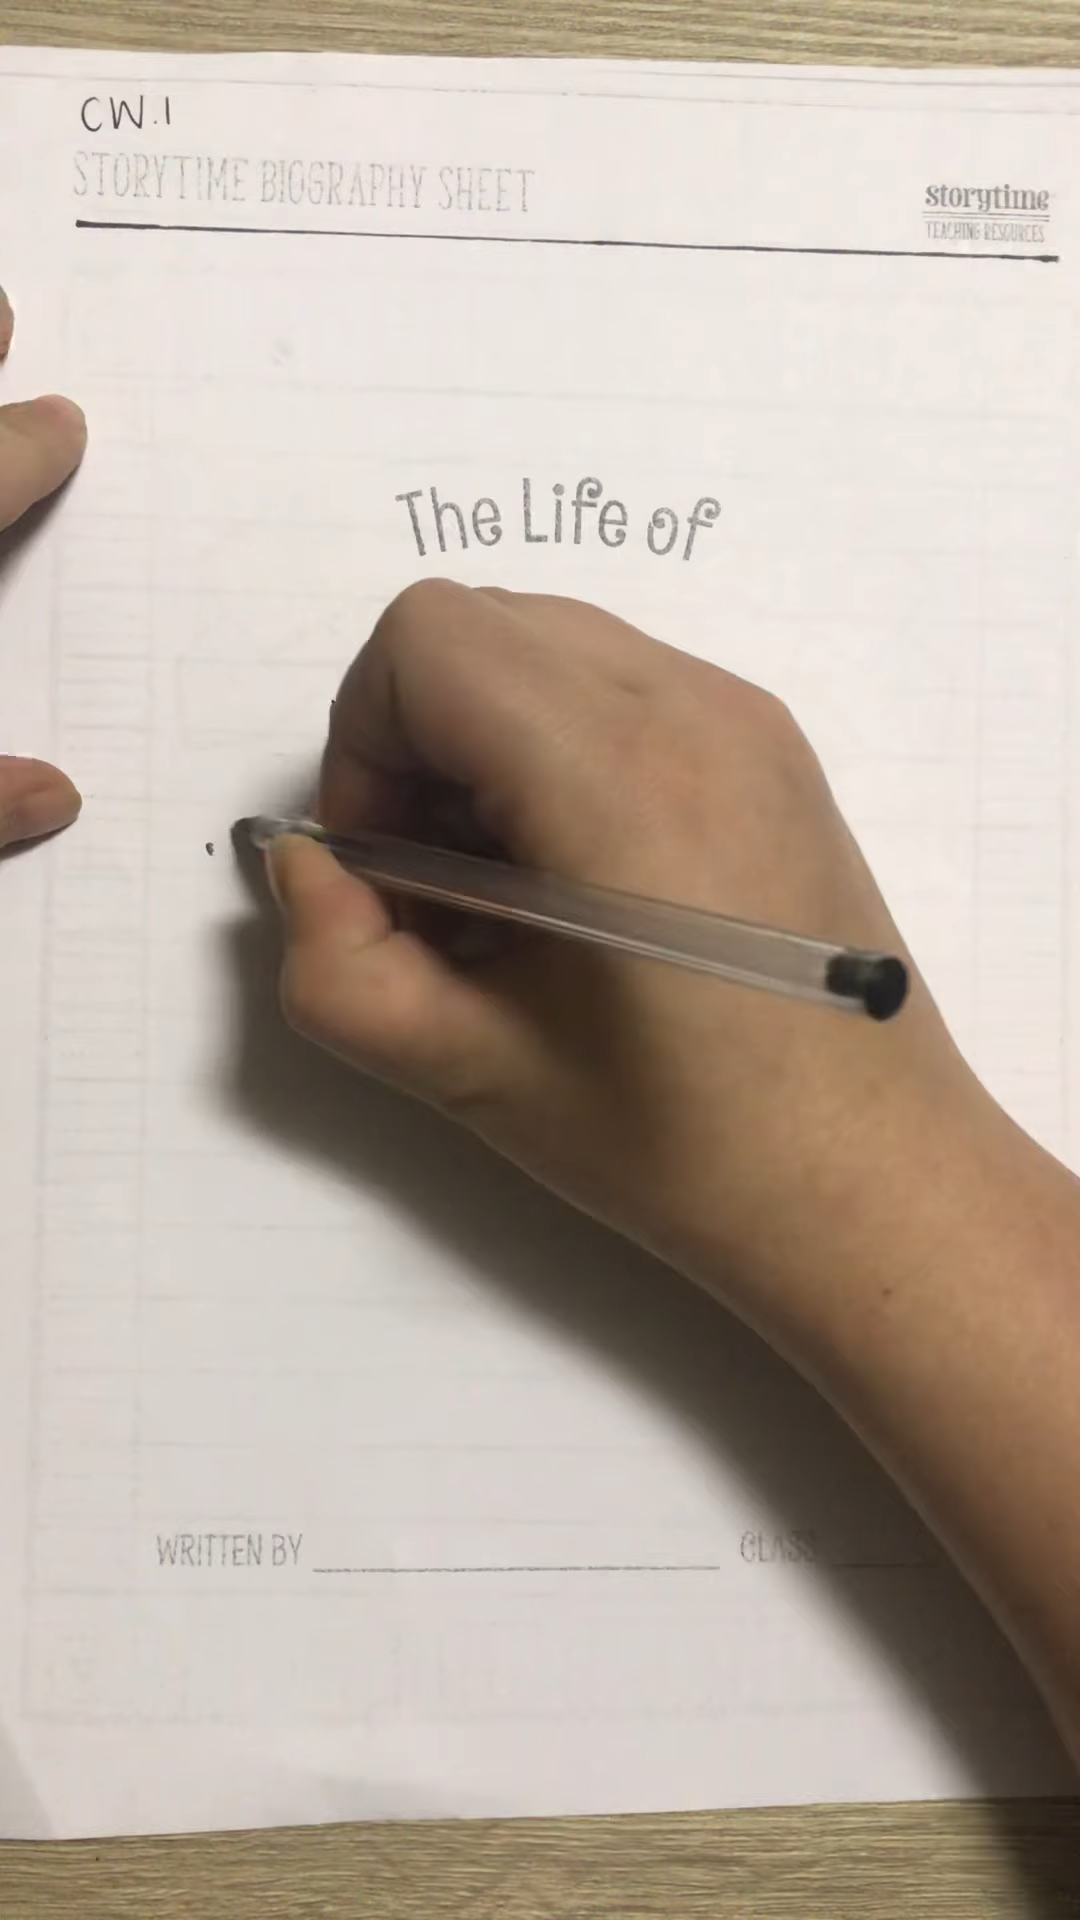 CW.1
STORYTIME BIOGRAPHY SHEET
storytime
TEACHING RESOURCES
The Life of
WRITTEN BY
CLASS